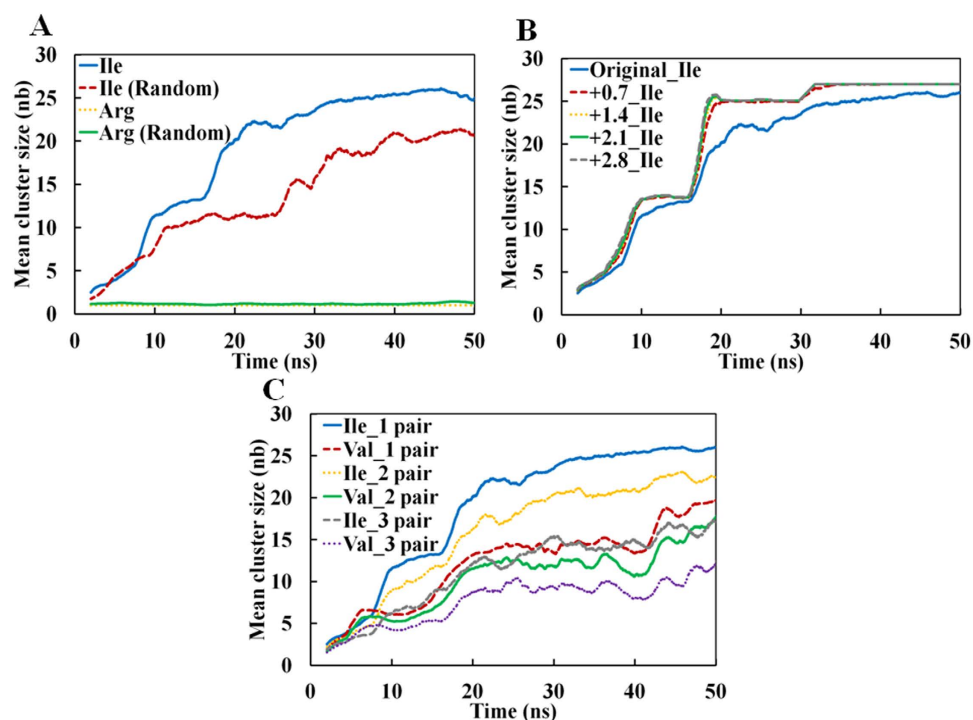 A
Mean cluster size (nb)
30
25
20
15
10
5
0
Ile
Ile (Random)
Arg
Arg (Random)
0 10 20 30 40 50
Time (ns)
B
Mean cluster size (nb)
30
25
20
15
10
5
0
Original_Ile
+0.7_Ile
+1.4_Ile
+2.1_Ile
+2.8_Ile
0 10 20 30 40 50
Time (ns)
C
Mean cluster size (nb)
30
25
20
15
10
5
0
Ile_1 pair
Val_1 pair
Ile_2 pair
Val_2 pair
Ile_3 pair
Val_3 pair
0 10 20 30 40 50
Time (ns)